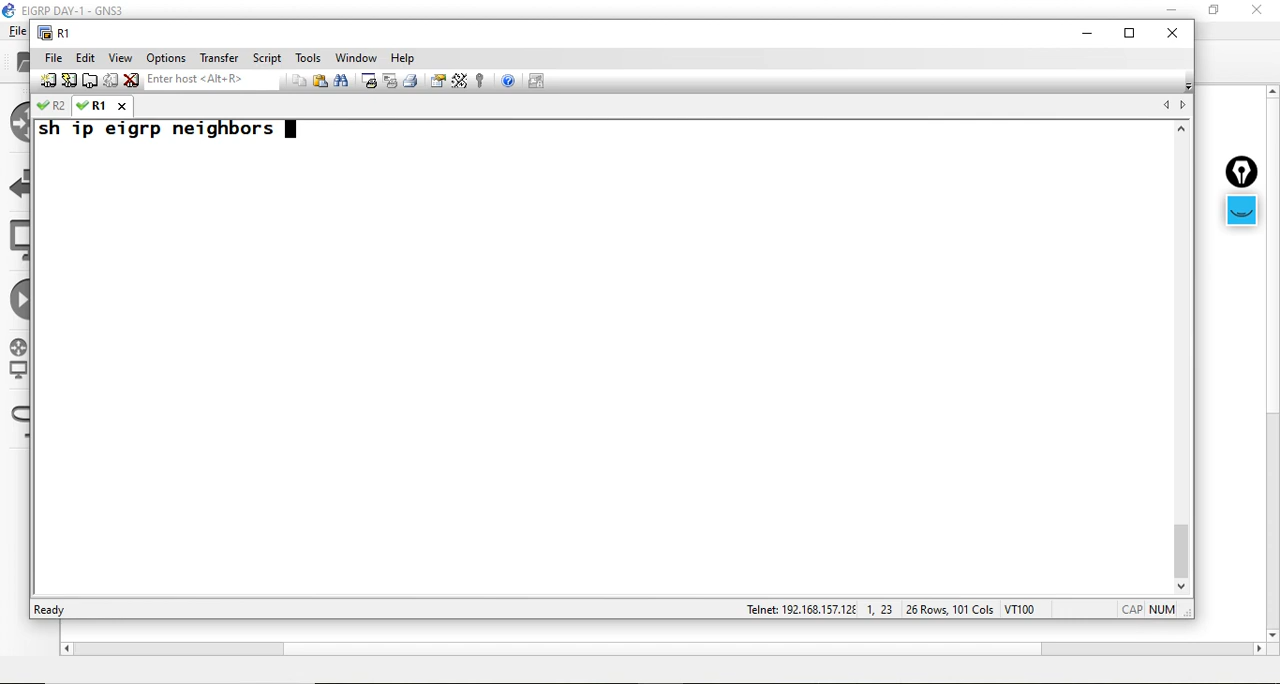 EIGRP DAY-1 - GNS3
File
R1
File Edit View Options Transfer Script Tools Window Help
Enter host <Alt+R>
R2 R1
sh ip eigrp neighbors
Ready Telnet: 192.168.157.128 1, 23 26 Rows, 101 Cols VT100 CAP NUM